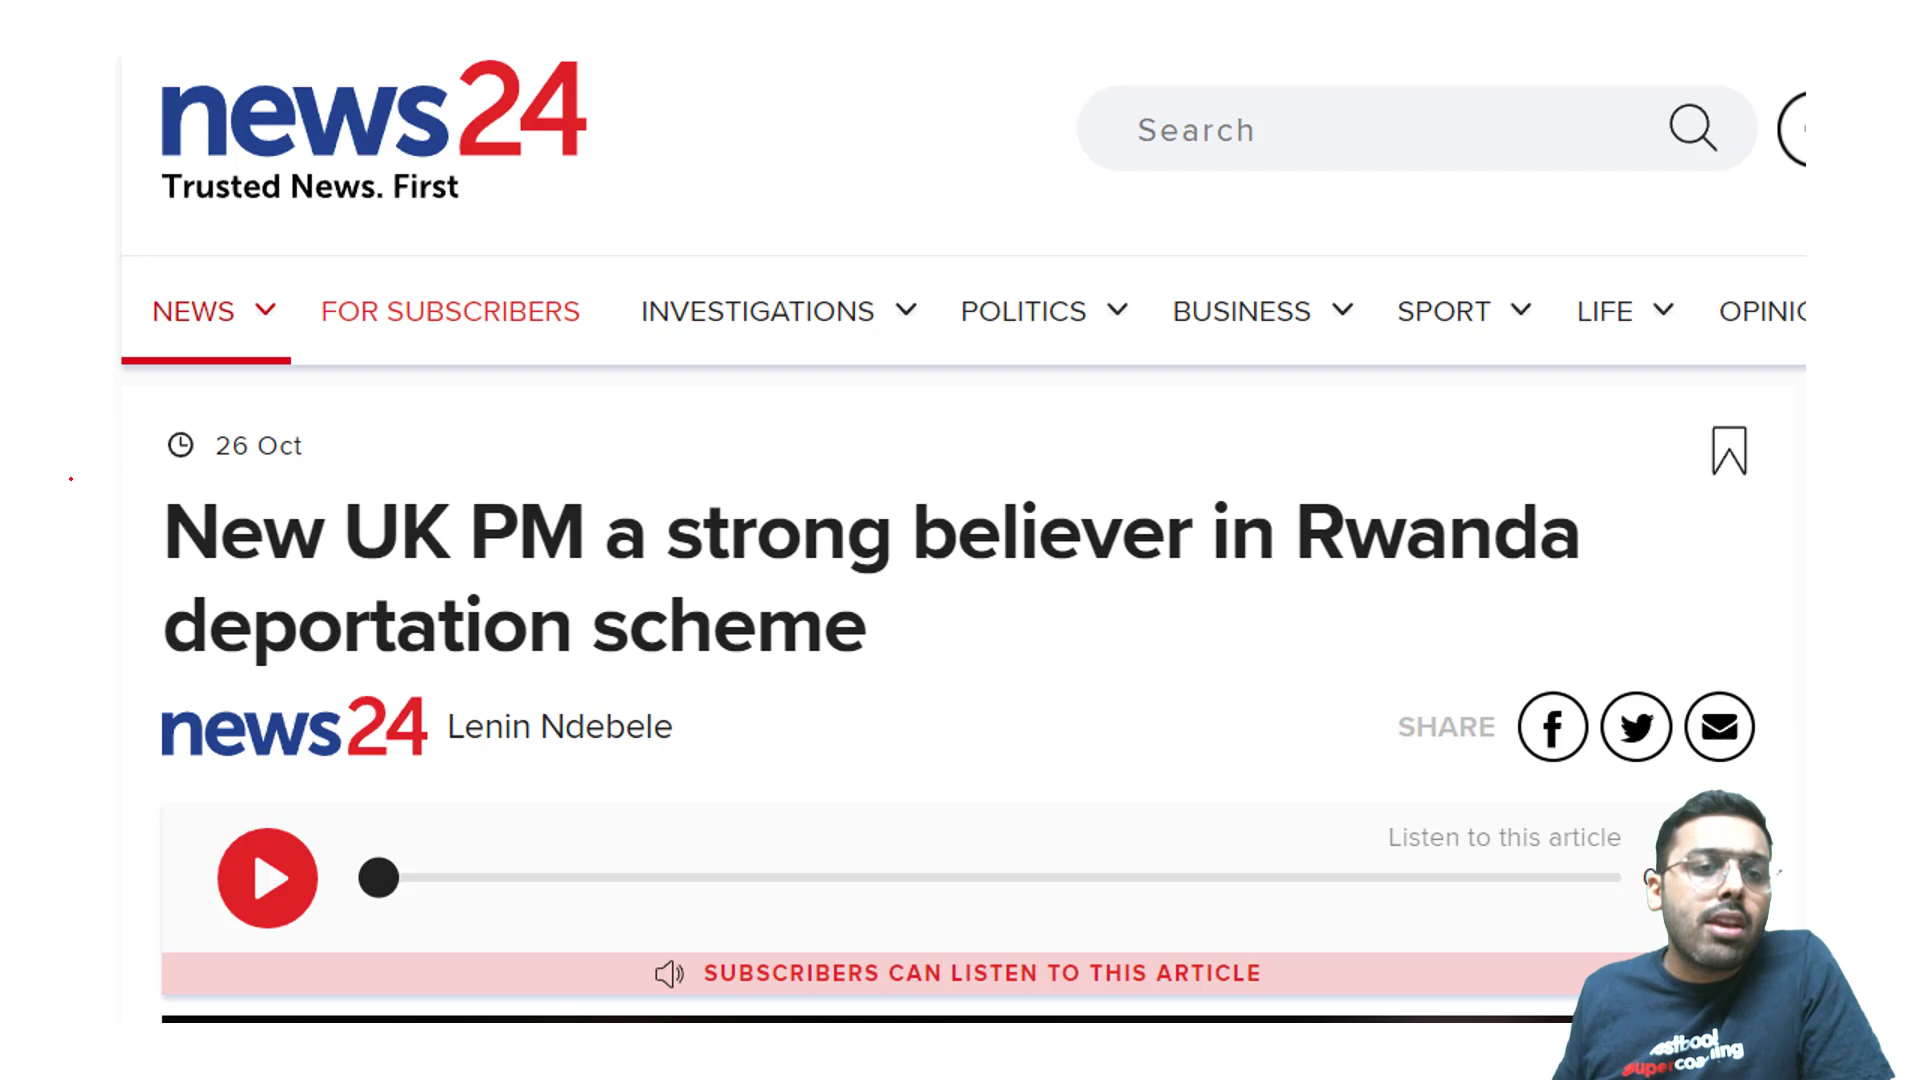 news24
Trusted News. First
Search
NEWS FOR SUBSCRIBERS INVESTIGATIONS POLITICS BUSINESS SPORT LIFE
26 Oct
New UK PM a strong believer in Rwanda
deportation scheme
news24 Lenin Ndebele
SHARE
Listen to this article
SUBSCRIBERS CAN LISTEN TO THIS ARTICLE